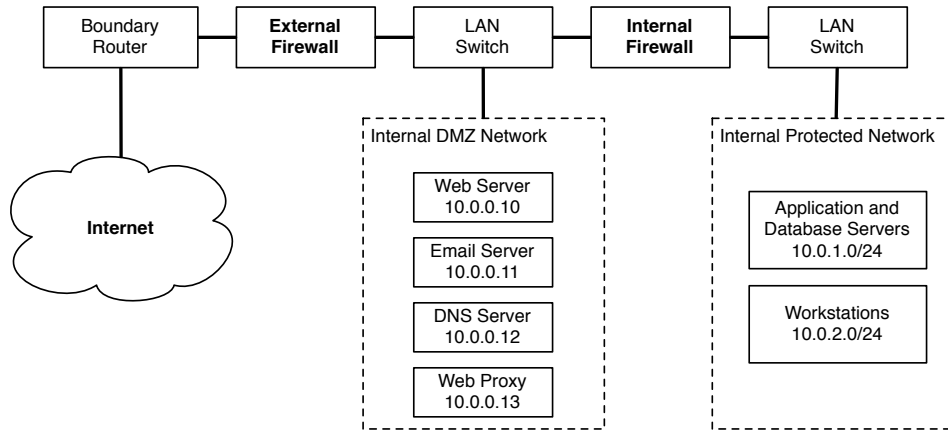 Boundary
Router
External
Firewall
LAN
Switch
Internal
Firewall
LAN
Switch
Internet
Internal DMZ Network
Web Server
10.0.0.10
Email Server
10.0.0.11
DNS Server
10.0.0.12
Web Proxy
10.0.0.13
Internal Protected Network
Application and
Database Servers
10.0.1.0/24
Workstations
10.0.2.0/24